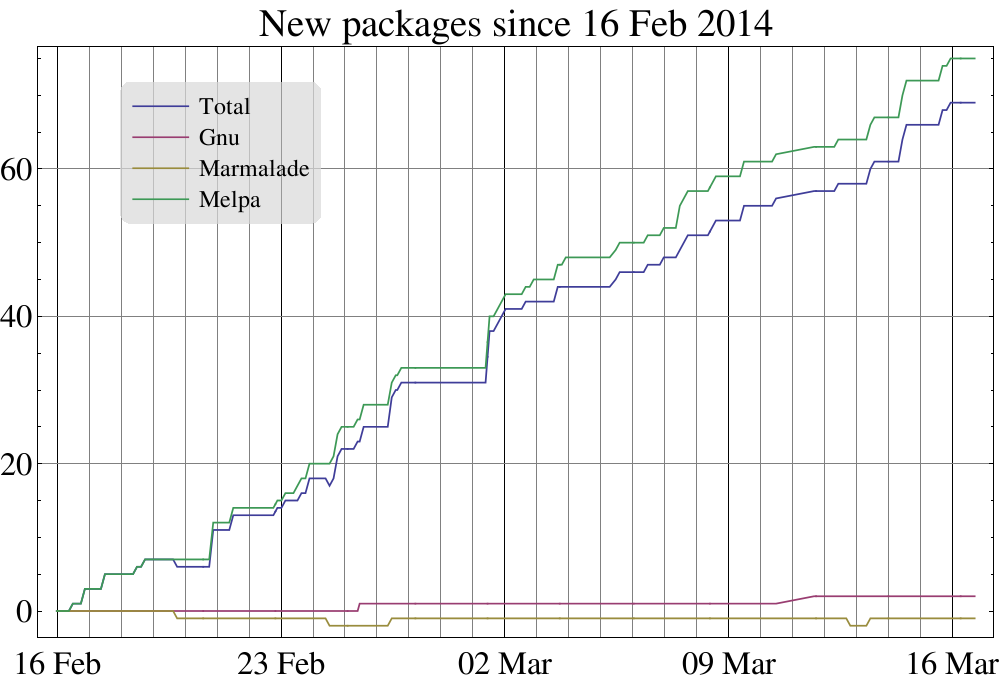 New packages since 16 Feb 2014
Total
Gnu
Marmalade
Melpa
60
40
20
0
16 Feb 23 Feb 02 Mar 09 Mar 16 Mar